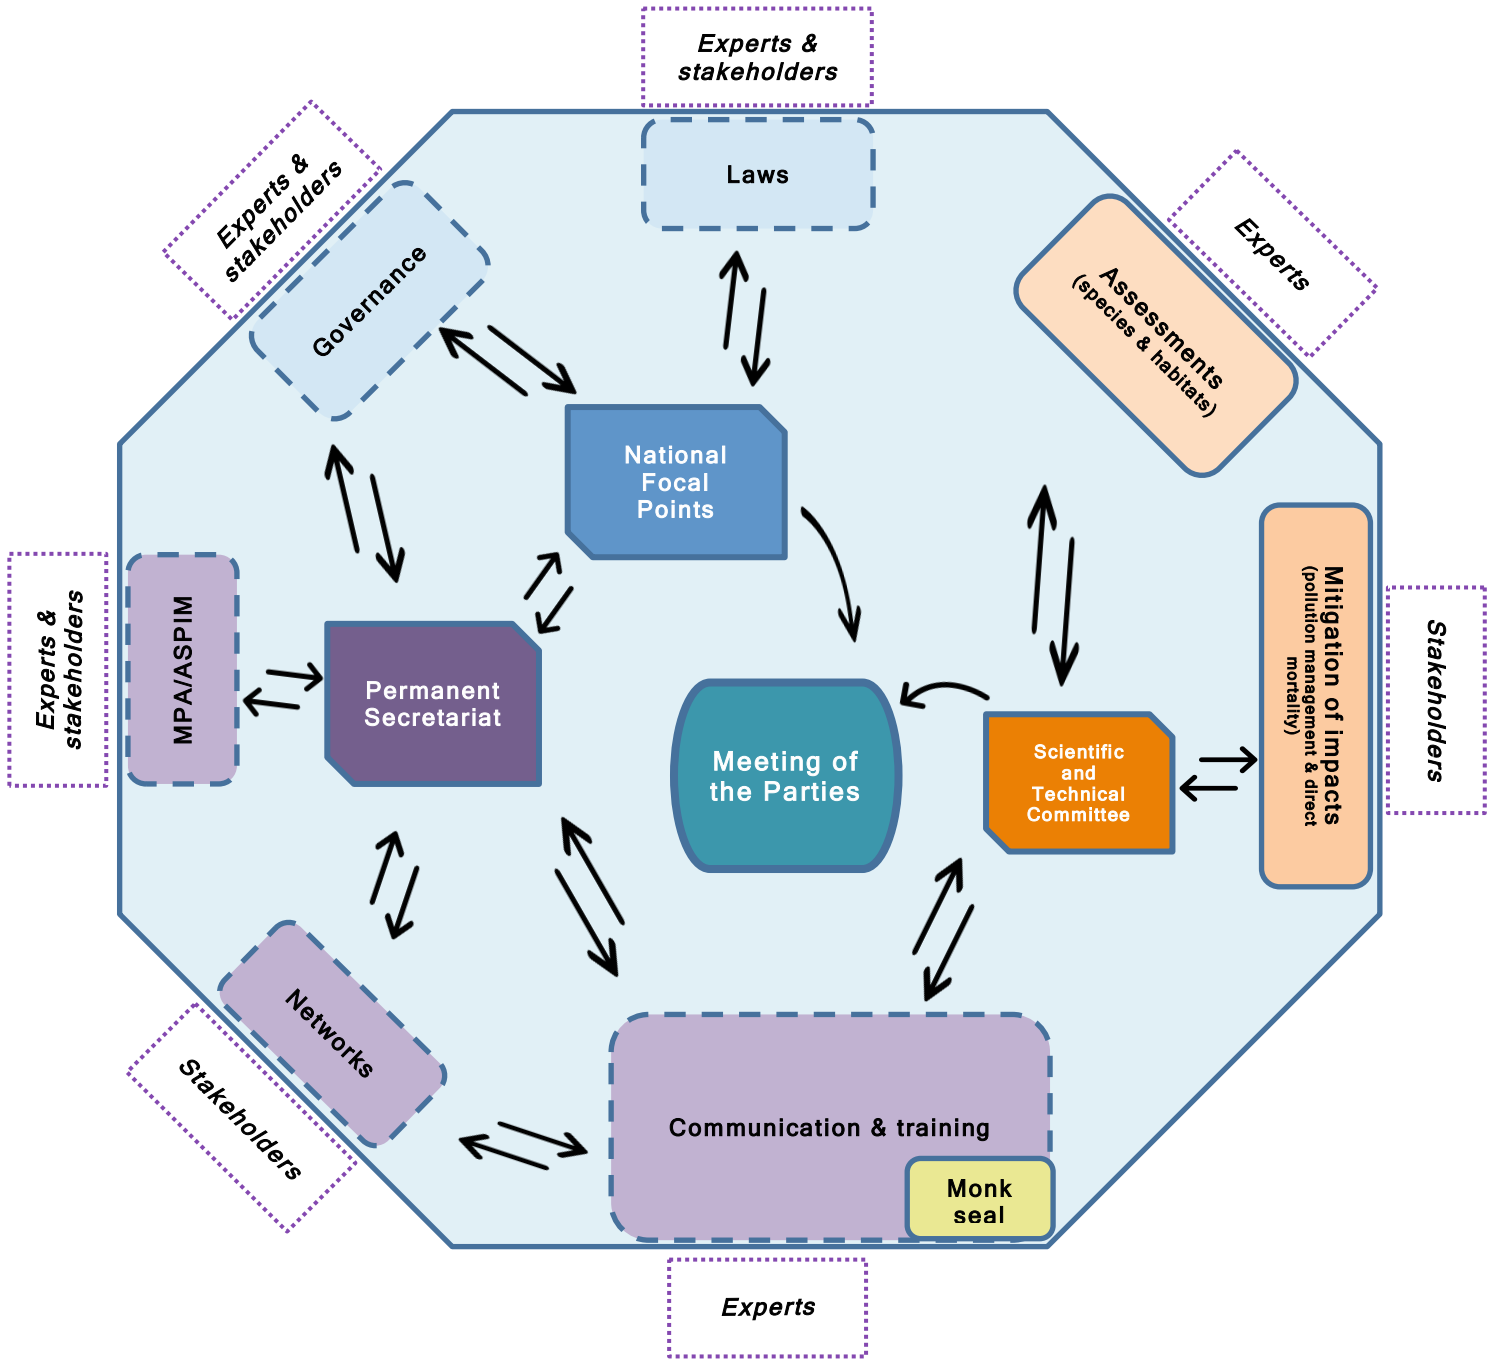 Experts &
stakeholders
Laws
Experts &
stakeholders
Governance
Experts
Assessments
(species & habitats)
National
Focal
Points
Experts &
stakeholders
MPA/ASPIM
Permanent
Secretariat
Meeting of
the Parties
Scientific
and
Technical
Committee
Mitigation of impacts
(pollution management & direct
mortality)
Stakeholders
Networks
Stakeholders
Communication & training
Monk
seal
Experts